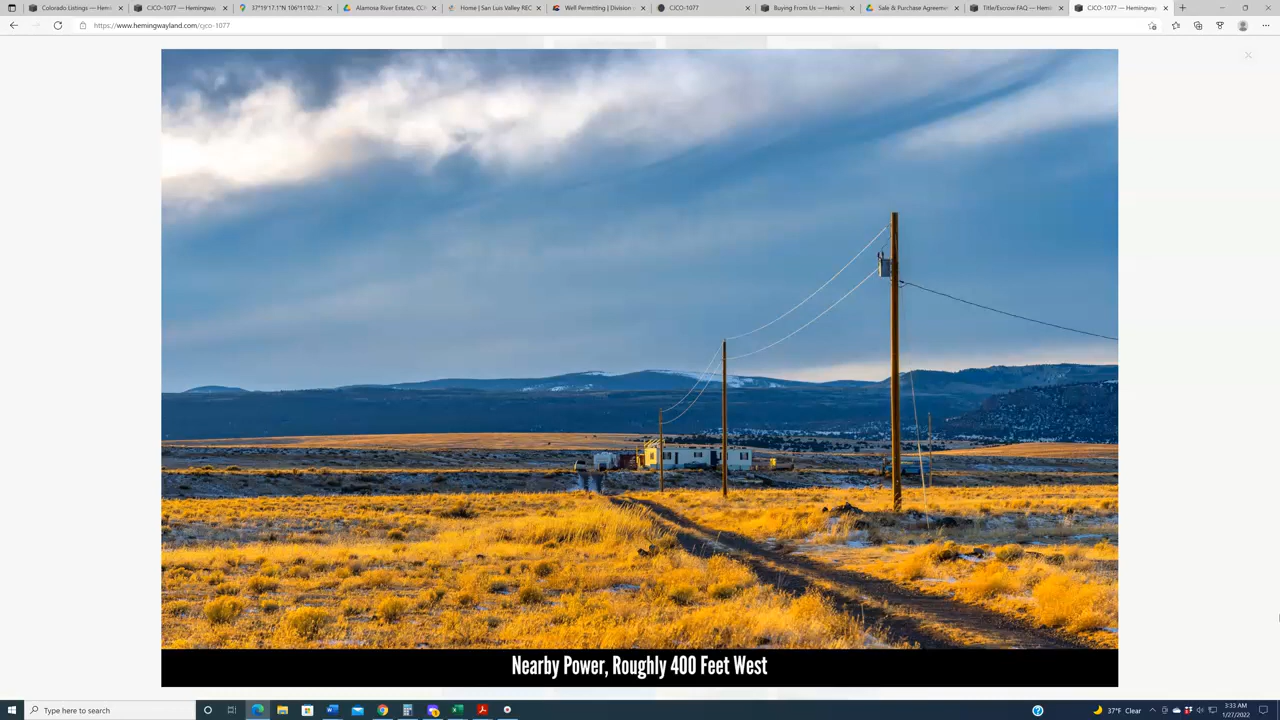 Colorado Listings — Hemi
CJCO-1077 — Hemingway
37°19'17.1"N 106°11'02.7
Alamosa River Estates, CO
Home | San Luis Valley REC
Well Permitting | Division
CJCO-1077
Buying From Us — Heming
Sale & Purchase Agreeme
Title/Escrow FAQ — Hemin
CJCO-1077 — Hemingway
https://www.hemingwayland.com/cjco-1077
Nearby Power, Roughly 400 Feet West
Type here to search
37°F Clear
3:33 AM
1/27/2022